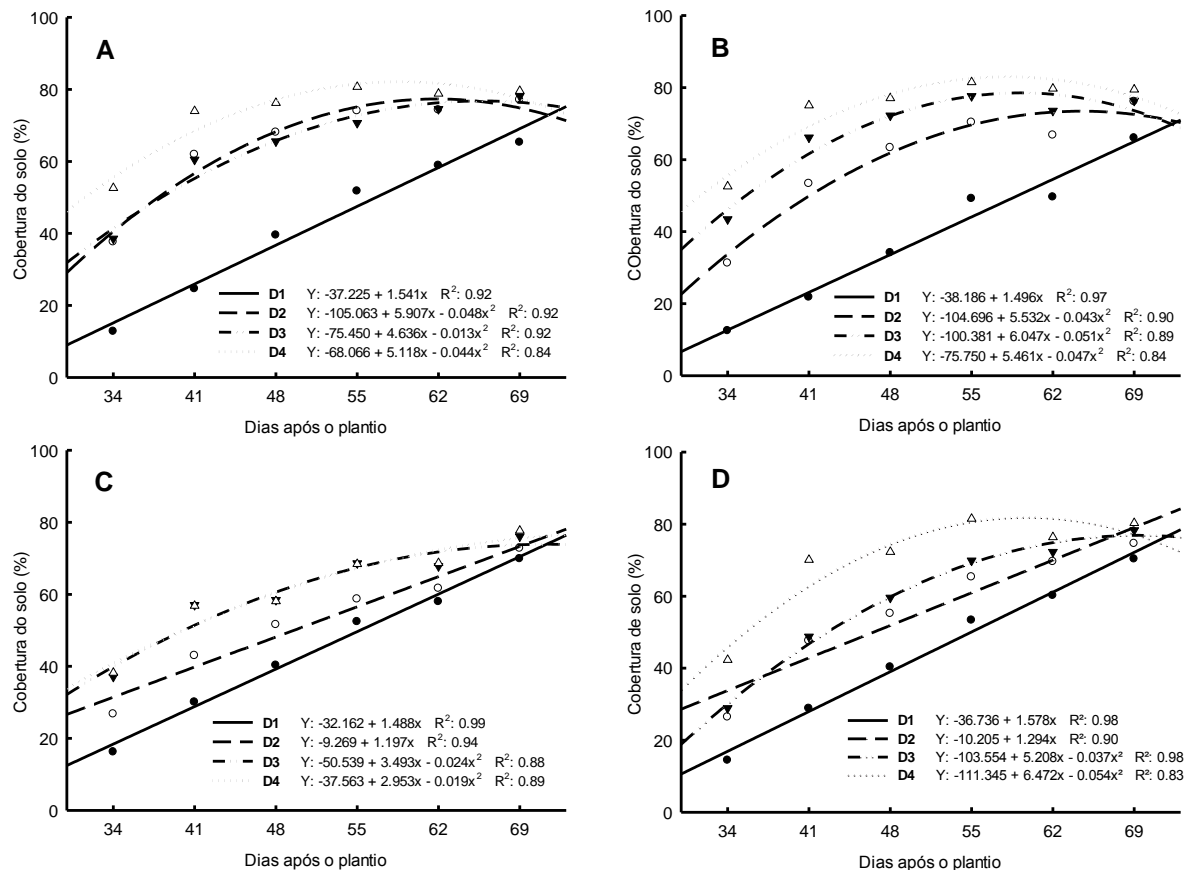 A
Cobertura do solo (%)
100
80
60
40
20
0
D1 Y: -37.225 + 1.541x R²: 0.92
D2 Y: -105.063 + 5.907x - 0.048x² R²: 0.92
D3 Y: -75.450 + 4.636x - 0.013x² R²: 0.92
D4 Y: -68.066 + 5.118x - 0.044x² R²: 0.84
34 41 48 55 62 69
Dias após o plantio
B
CObertura do solo (%)
100
80
60
40
20
0
D1 Y: -38.186 + 1.496x R²: 0.97
D2 Y: -104.696 + 5.532x - 0.043x² R²: 0.90
D3 Y: -100.381 + 6.047x - 0.051x² R²: 0.89
D4 Y: -75.750 + 5.461x - 0.047x² R²: 0.84
34 41 48 55 62 69
Dias após o plantio
C
Cobertura do solo (%)
100
80
60
40
20
0
D1 Y: -32.162 + 1.488x R²: 0.99
D2 Y: -9.269 + 1.197x R²: 0.94
D3 Y: -50.539 + 3.493x - 0.024x² R²: 0.88
D4 Y: -37.563 + 2.953x - 0.019x² R²: 0.89
34 41 48 55 62 69
Dias após o plantio
D
Cobertura de solo (%)
100
80
60
40
20
0
D1 Y: -36.736 + 1.578x R²: 0.98
D2 Y: -10.205 + 1.294x R²: 0.90
D3 Y: -103.554 + 5.208x - 0.037x² R²: 0.98
D4 Y: -111.345 + 6.472x - 0.054x² R²: 0.83
34 41 48 55 62 69
Dias após o plantio